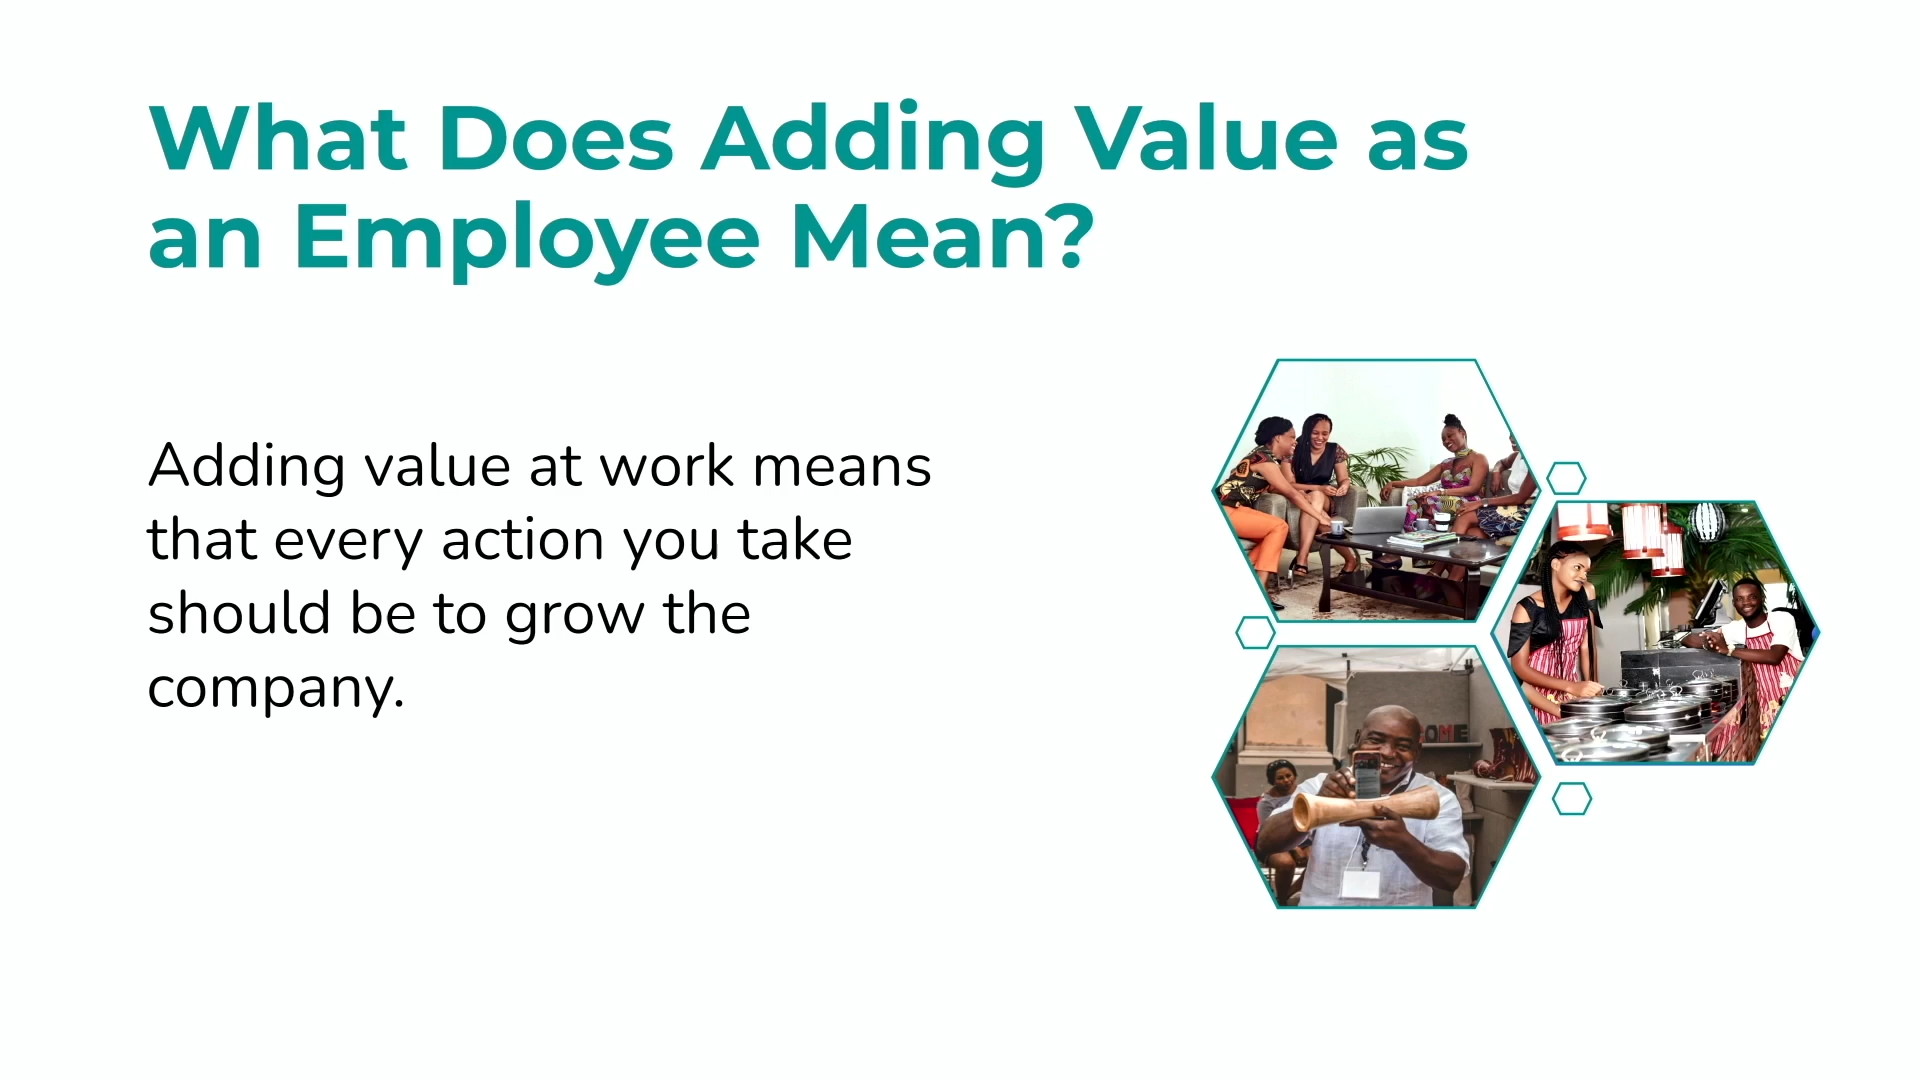 What Does Adding Value as
an Employee Mean?
Adding value at work means
that every action you take
should be to grow the
company.